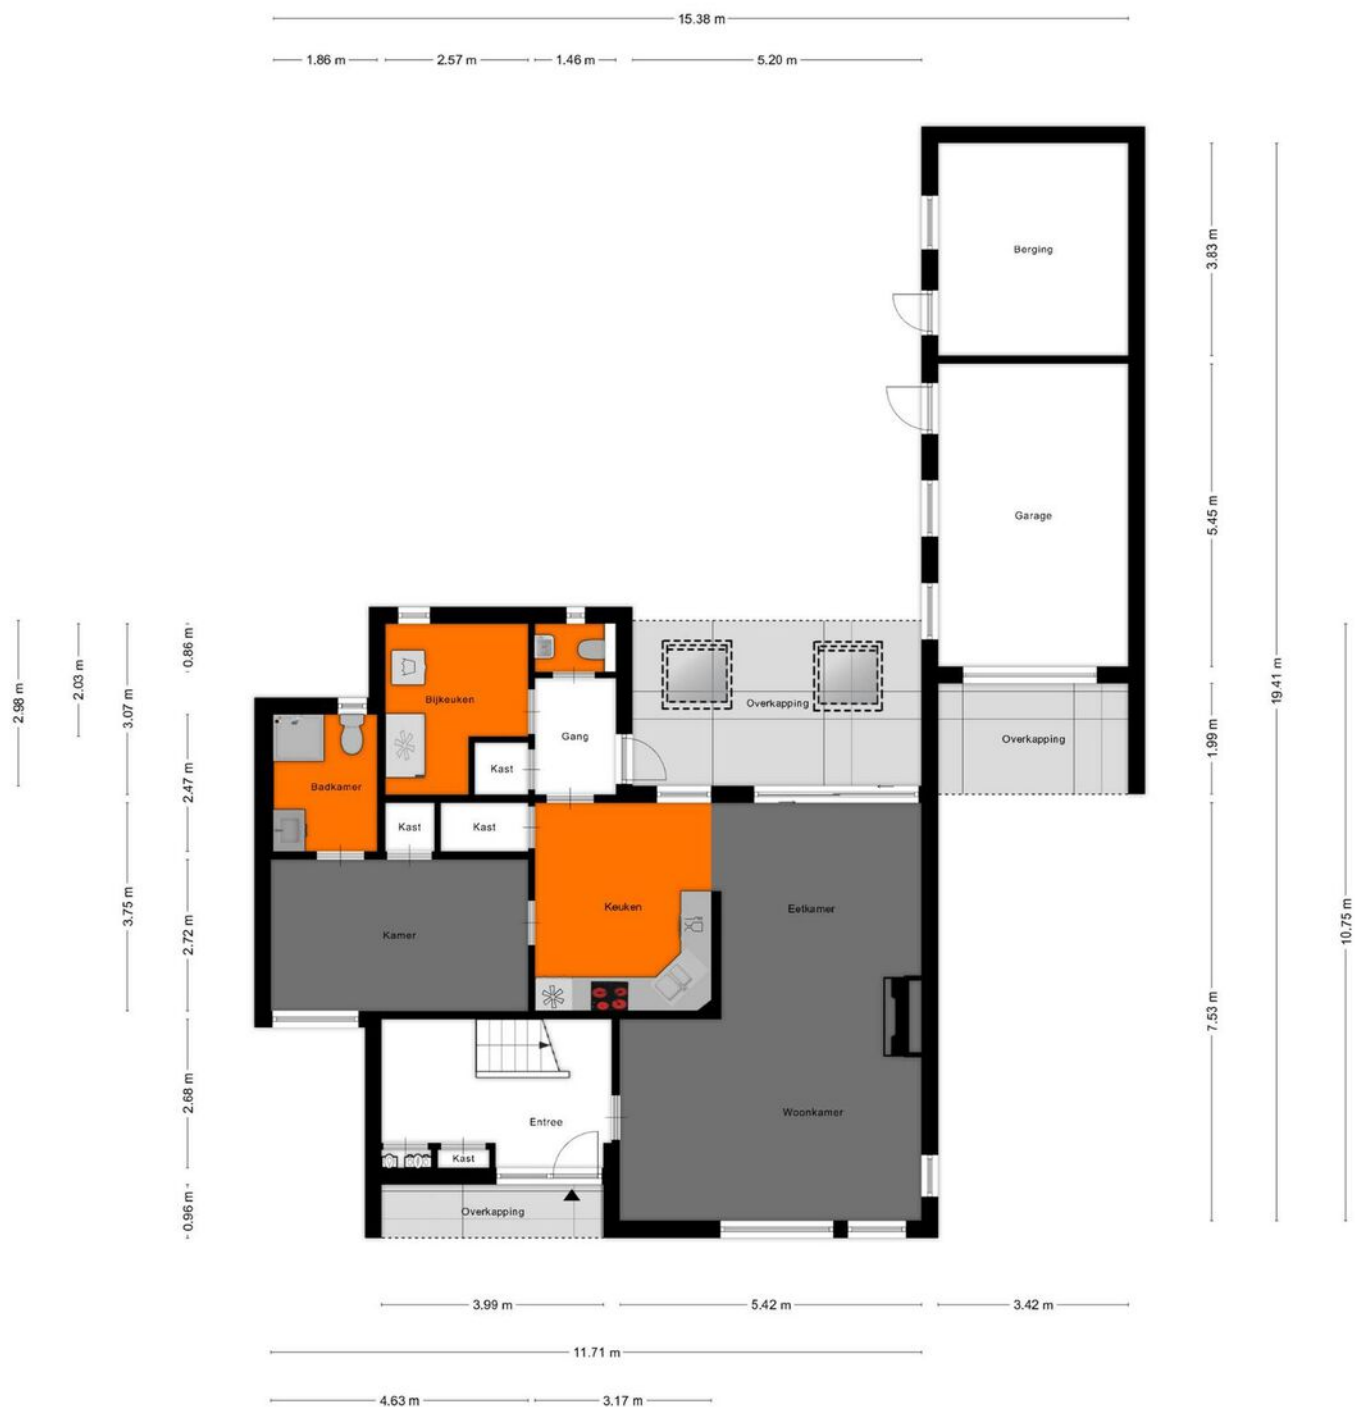 15.38 m
1.86 m
2.57 m
1.46 m
5.20 m
Berging
3.83 m
Garage
5.45 m
19.41 m
2.98 m
2.03 m
3.07 m
0.86 m
Bijkeuken
Gang
Overkapping
Overkapping
1.99 m
Kast
Badkamer
2.47 m
Kast
Kast
Keuken
Eetkamer
Kamer
3.75 m
2.72 m
10.75 m
7.53 m
2.68 m
Entree
Woonkamer
Kast
Overkapping
0.96 m
3.99 m
5.42 m
3.42 m
11.71 m
4.63 m
3.17 m